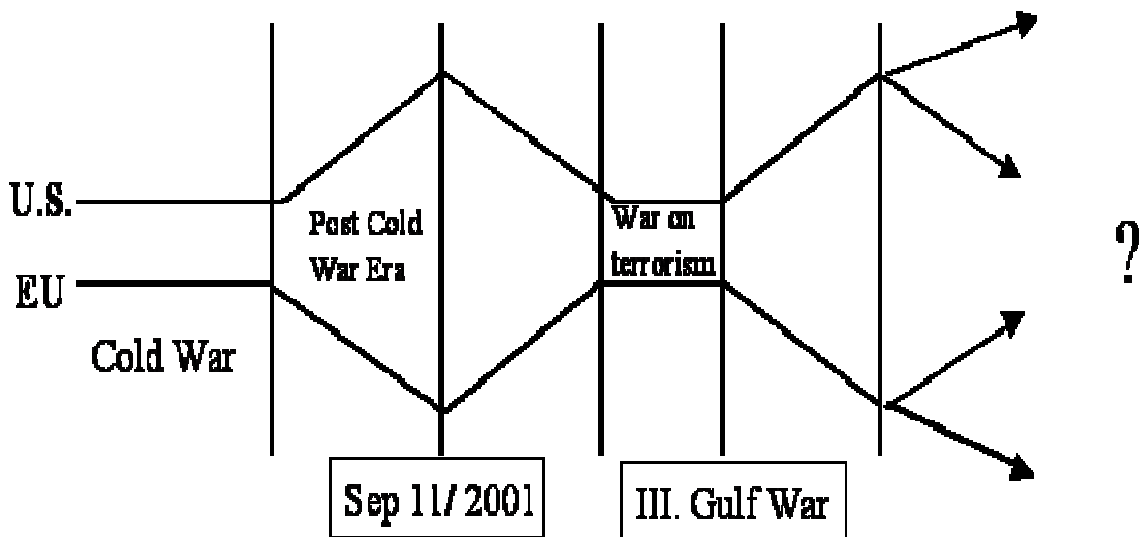 U.S.
EU
Cold War
Post Cold
War Era
War on
terrorism
?
Sep 11/ 2001
III. Gulf War